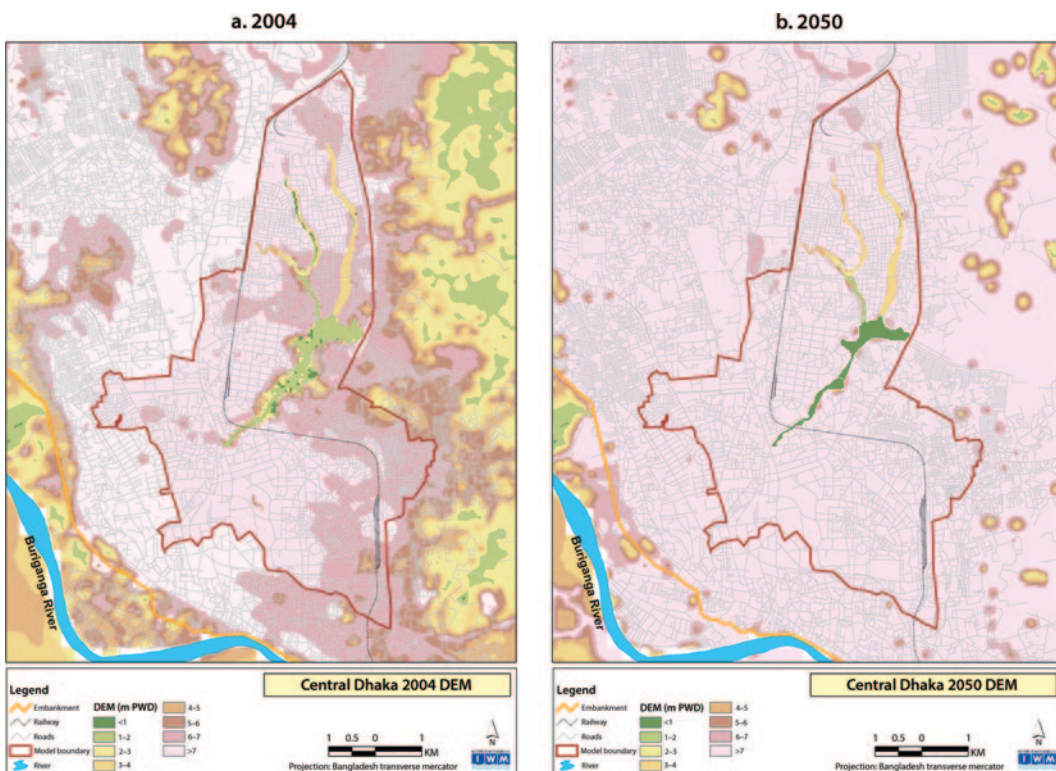 a. 2004
Buriganga River
Central Dhaka 2004 DEM
Legend
Embankment
Railway
Roads
Model boundary
River
DEM (m PWD)
<1
1–2
2–3
3–4
4–5
5–6
6–7
>7
N
1 0.5 0 1
KM
Projection: Bangladesh transverse mercator
IWM
b. 2050
Buriganga River
Central Dhaka 2050 DEM
Legend
Embankment
Railway
Roads
Model boundary
River
DEM (m PWD)
<1
1–2
2–3
3–4
4–5
5–6
6–7
>7
N
1 0.5 0 1
KM
Projection: Bangladesh transverse mercator
IWM